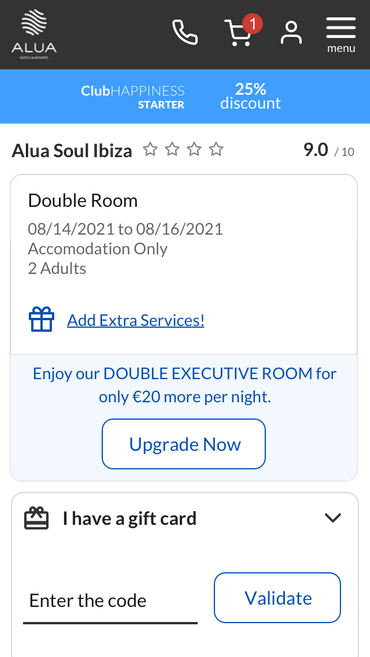 ALUA
HOTELS & RESORTS
1
menu
ClubHAPPINESS
STARTER
25%
discount
Alua Soul Ibiza
9.0 / 10
Double Room
08/14/2021 to 08/16/2021
Accomodation Only
2 Adults
Add Extra Services!
Enjoy our DOUBLE EXECUTIVE ROOM for
only €20 more per night.
Upgrade Now
I have a gift card
Enter the code
Validate